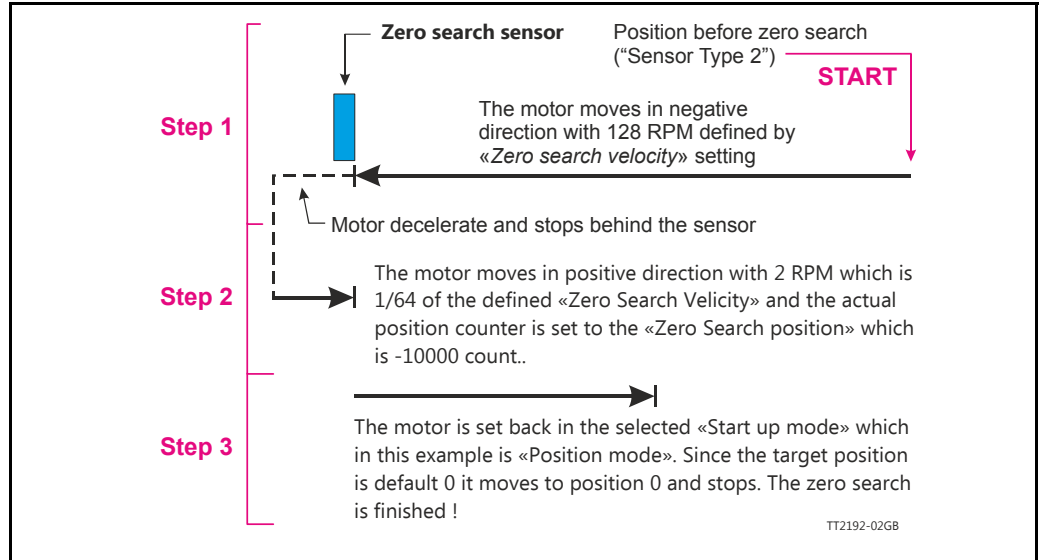 Zero search sensor
Position before zero search
("Sensor Type 2")
START
Step 1
The motor moves in negative
direction with 128 RPM defined by
«Zero search velocity» setting
Motor decelerate and stops behind the sensor
Step 2
The motor moves in positive direction with 2 RPM which is
1/64 of the defined «Zero Search Velicity» and the actual
position counter is set to the «Zero Search position» which
is -10000 count..
Step 3
The motor is set back in the selected «Start up mode» which
in this example is «Position mode». Since the target position
is default 0 it moves to position 0 and stops. The zero search
is finished !
TT2192-02GB